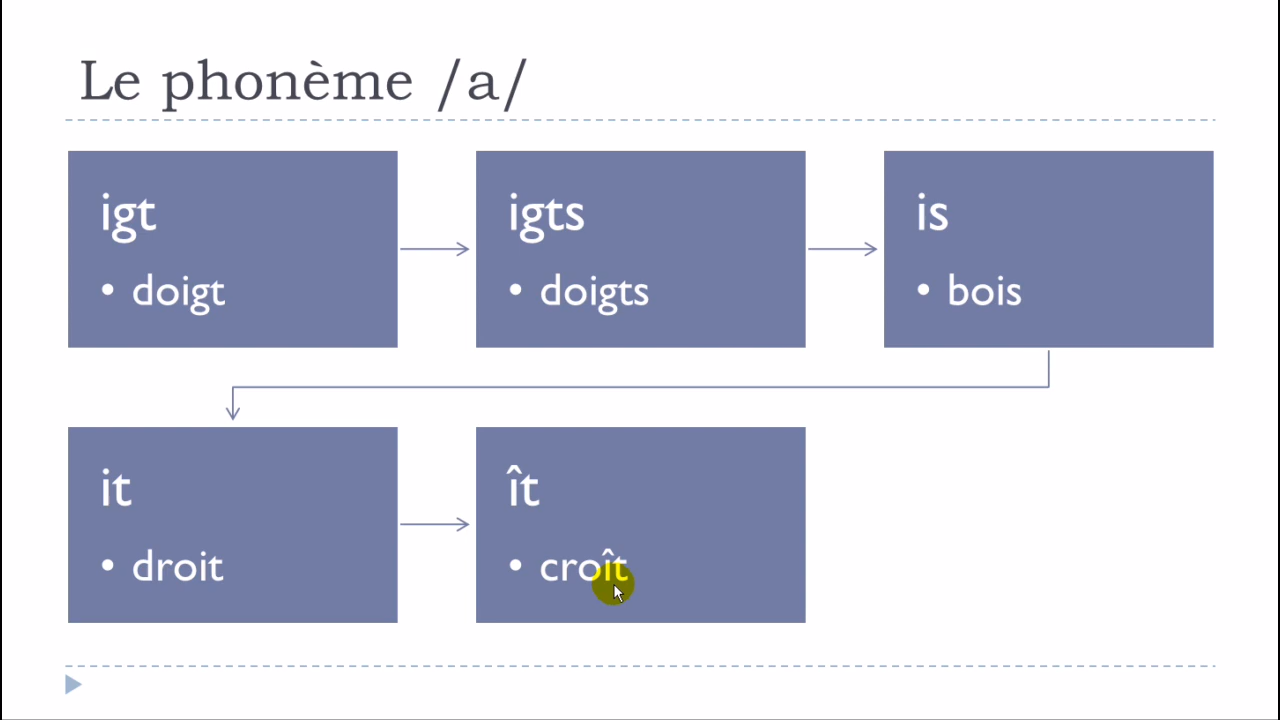 Le phonème /a/
igt
• doigt
igts
• doigts
is
• bois
it
• droit
ît
• croît